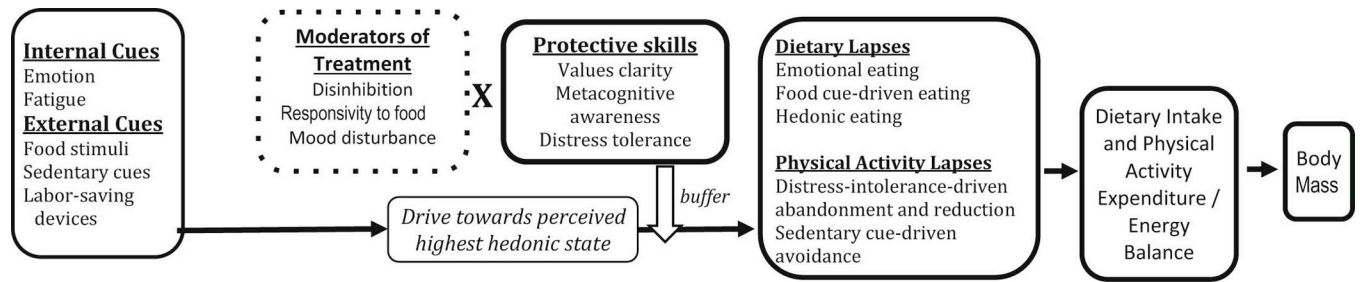 Internal Cues
Emotion
Fatigue
External Cues
Food stimuli
Sedentary cues
Labor-saving
devices
Moderators of
Treatment
Disinhibition
Responsivity to food
Mood disturbance
X
Protective skills
Values clarity
Metacognitive
awareness
Distress tolerance
buffer
Drive towards perceived
highest hedonic state
Dietary Lapses
Emotional eating
Food cue-driven eating
Hedonic eating
Physical Activity Lapses
Distress-intolerance-driven
abandonment and reduction
Sedentary cue-driven
avoidance
Dietary Intake
and Physical
Activity
Expenditure /
Energy
Balance
Body
Mass